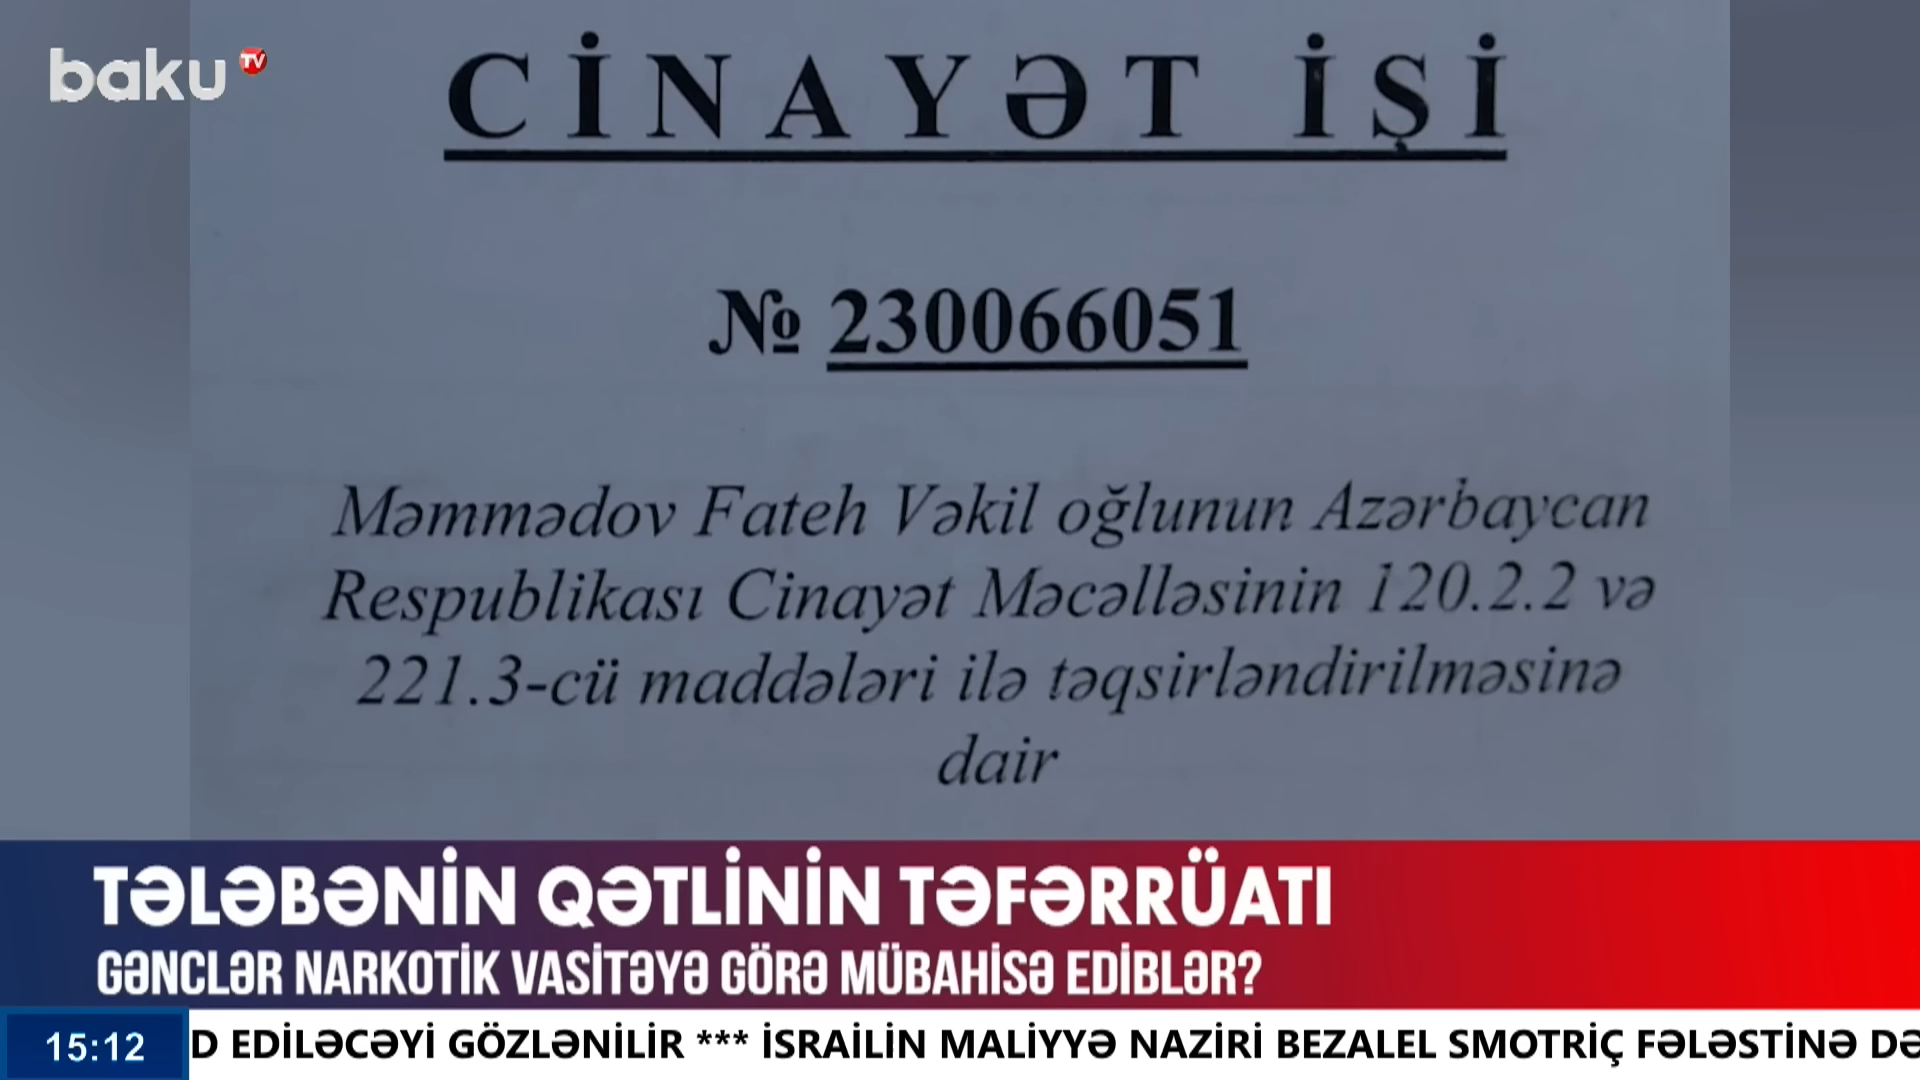 baku TV
CİNAYƏT İŞİ
№ 230066051
Məmmədov Fateh Vəkil oğlunun Azərbaycan
Respublikası Cinayət Məcəlləsinin 120.2.2 və
221.3-cü maddələri ilə təqsirləndirilməsinə
dair
TƏLƏBƏNİN QƏTLİNİN TƏFƏRRÜATI
GƏNCLƏR NARKOTİK VASİTƏYƏ GÖRƏ MÜBAHİSƏ EDİBLƏR?
15:12 D EDİLƏCƏYİ GÖZLƏNİLİR *** İSRAİLİN MALİYYƏ NAZİRİ BEZALEL SMOTRİÇ FƏLƏSTİNƏ DƏ